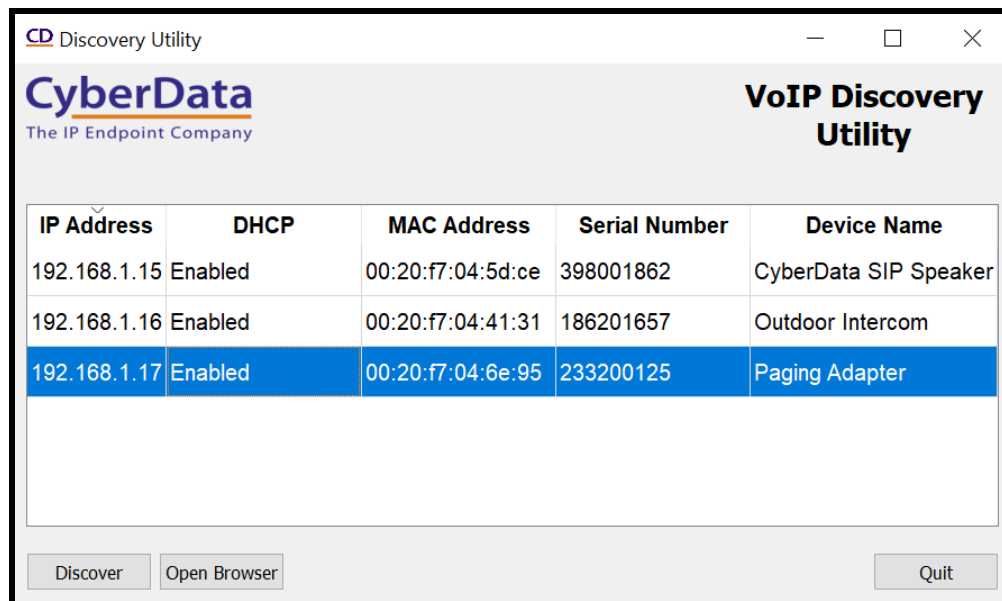 CD Discovery Utility
CyberData
The IP Endpoint Company
VoIP Discovery
Utility
IP Address DHCP MAC Address Serial Number Device Name
192.168.1.15 Enabled 00:20:f7:04:5d:ce 398001862 CyberData SIP Speaker
192.168.1.16 Enabled 00:20:f7:04:41:31 186201657 Outdoor Intercom
192.168.1.17 Enabled 00:20:f7:04:6e:95 233200125 Paging Adapter
Discover Open Browser Quit